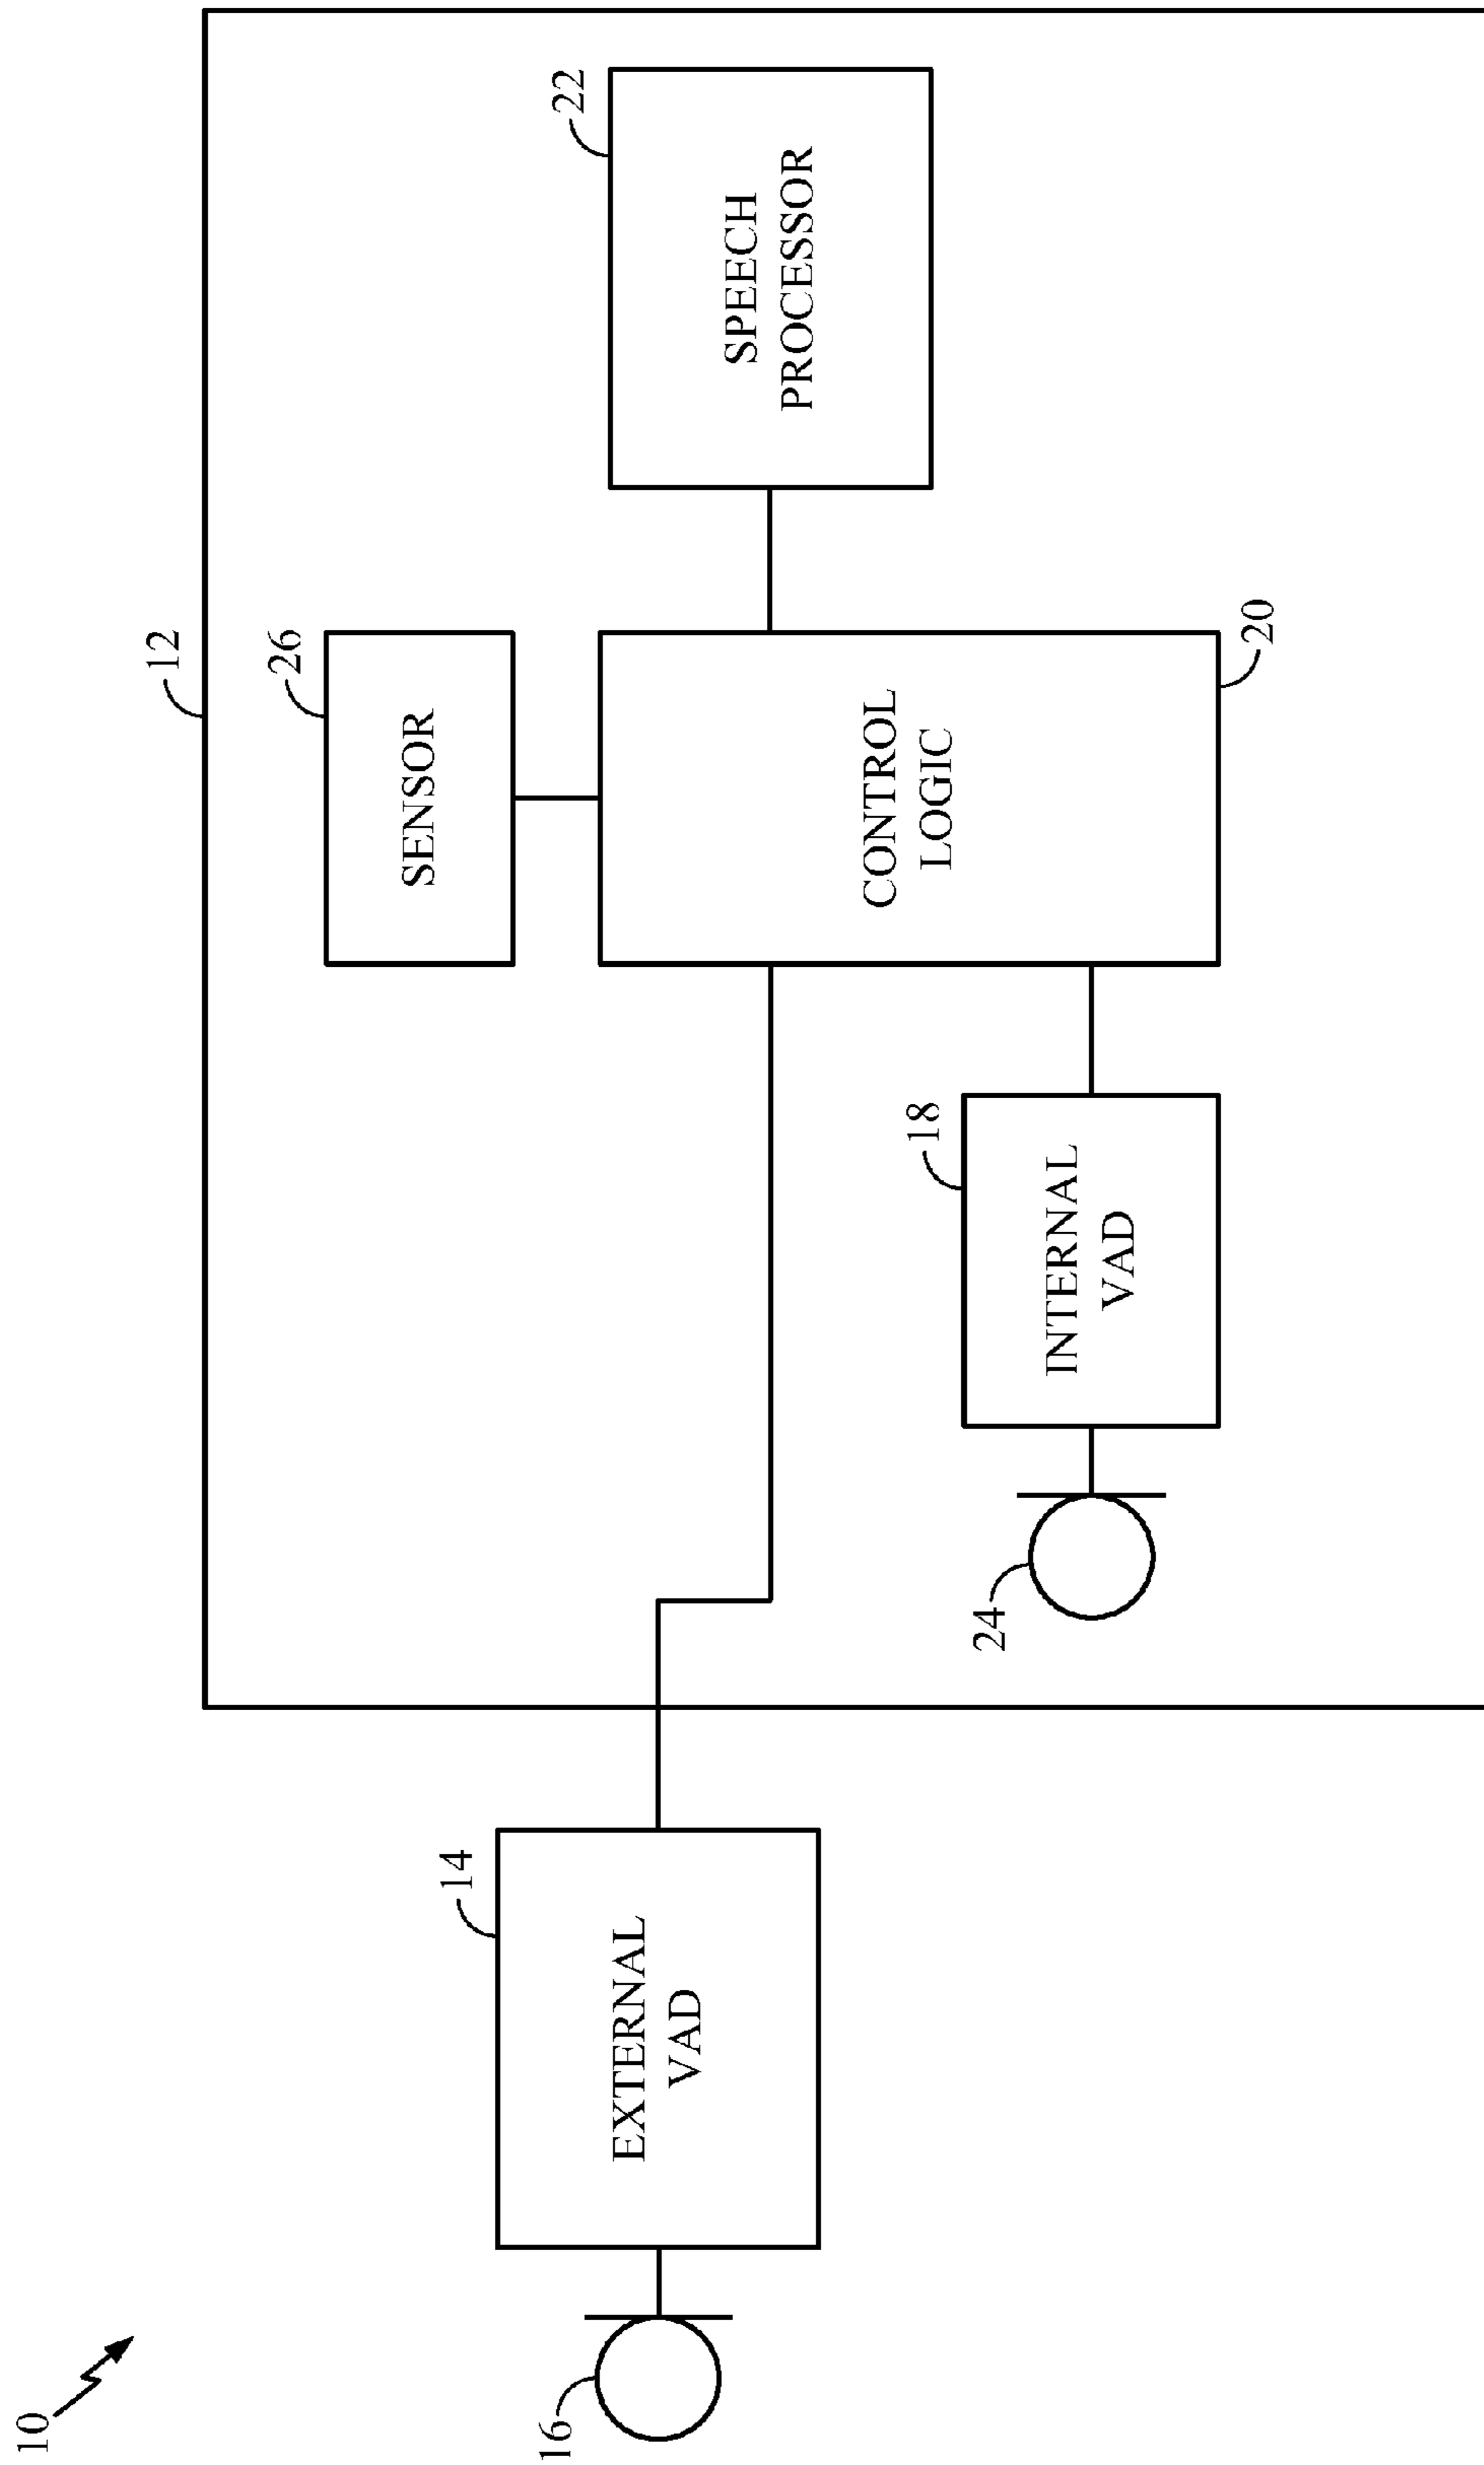 10
12
16
14
EXTERNAL
VAD
24
18
INTERNAL
VAD
26
SENSOR
CONTROL
LOGIC
20
22
SPEECH
PROCESSOR